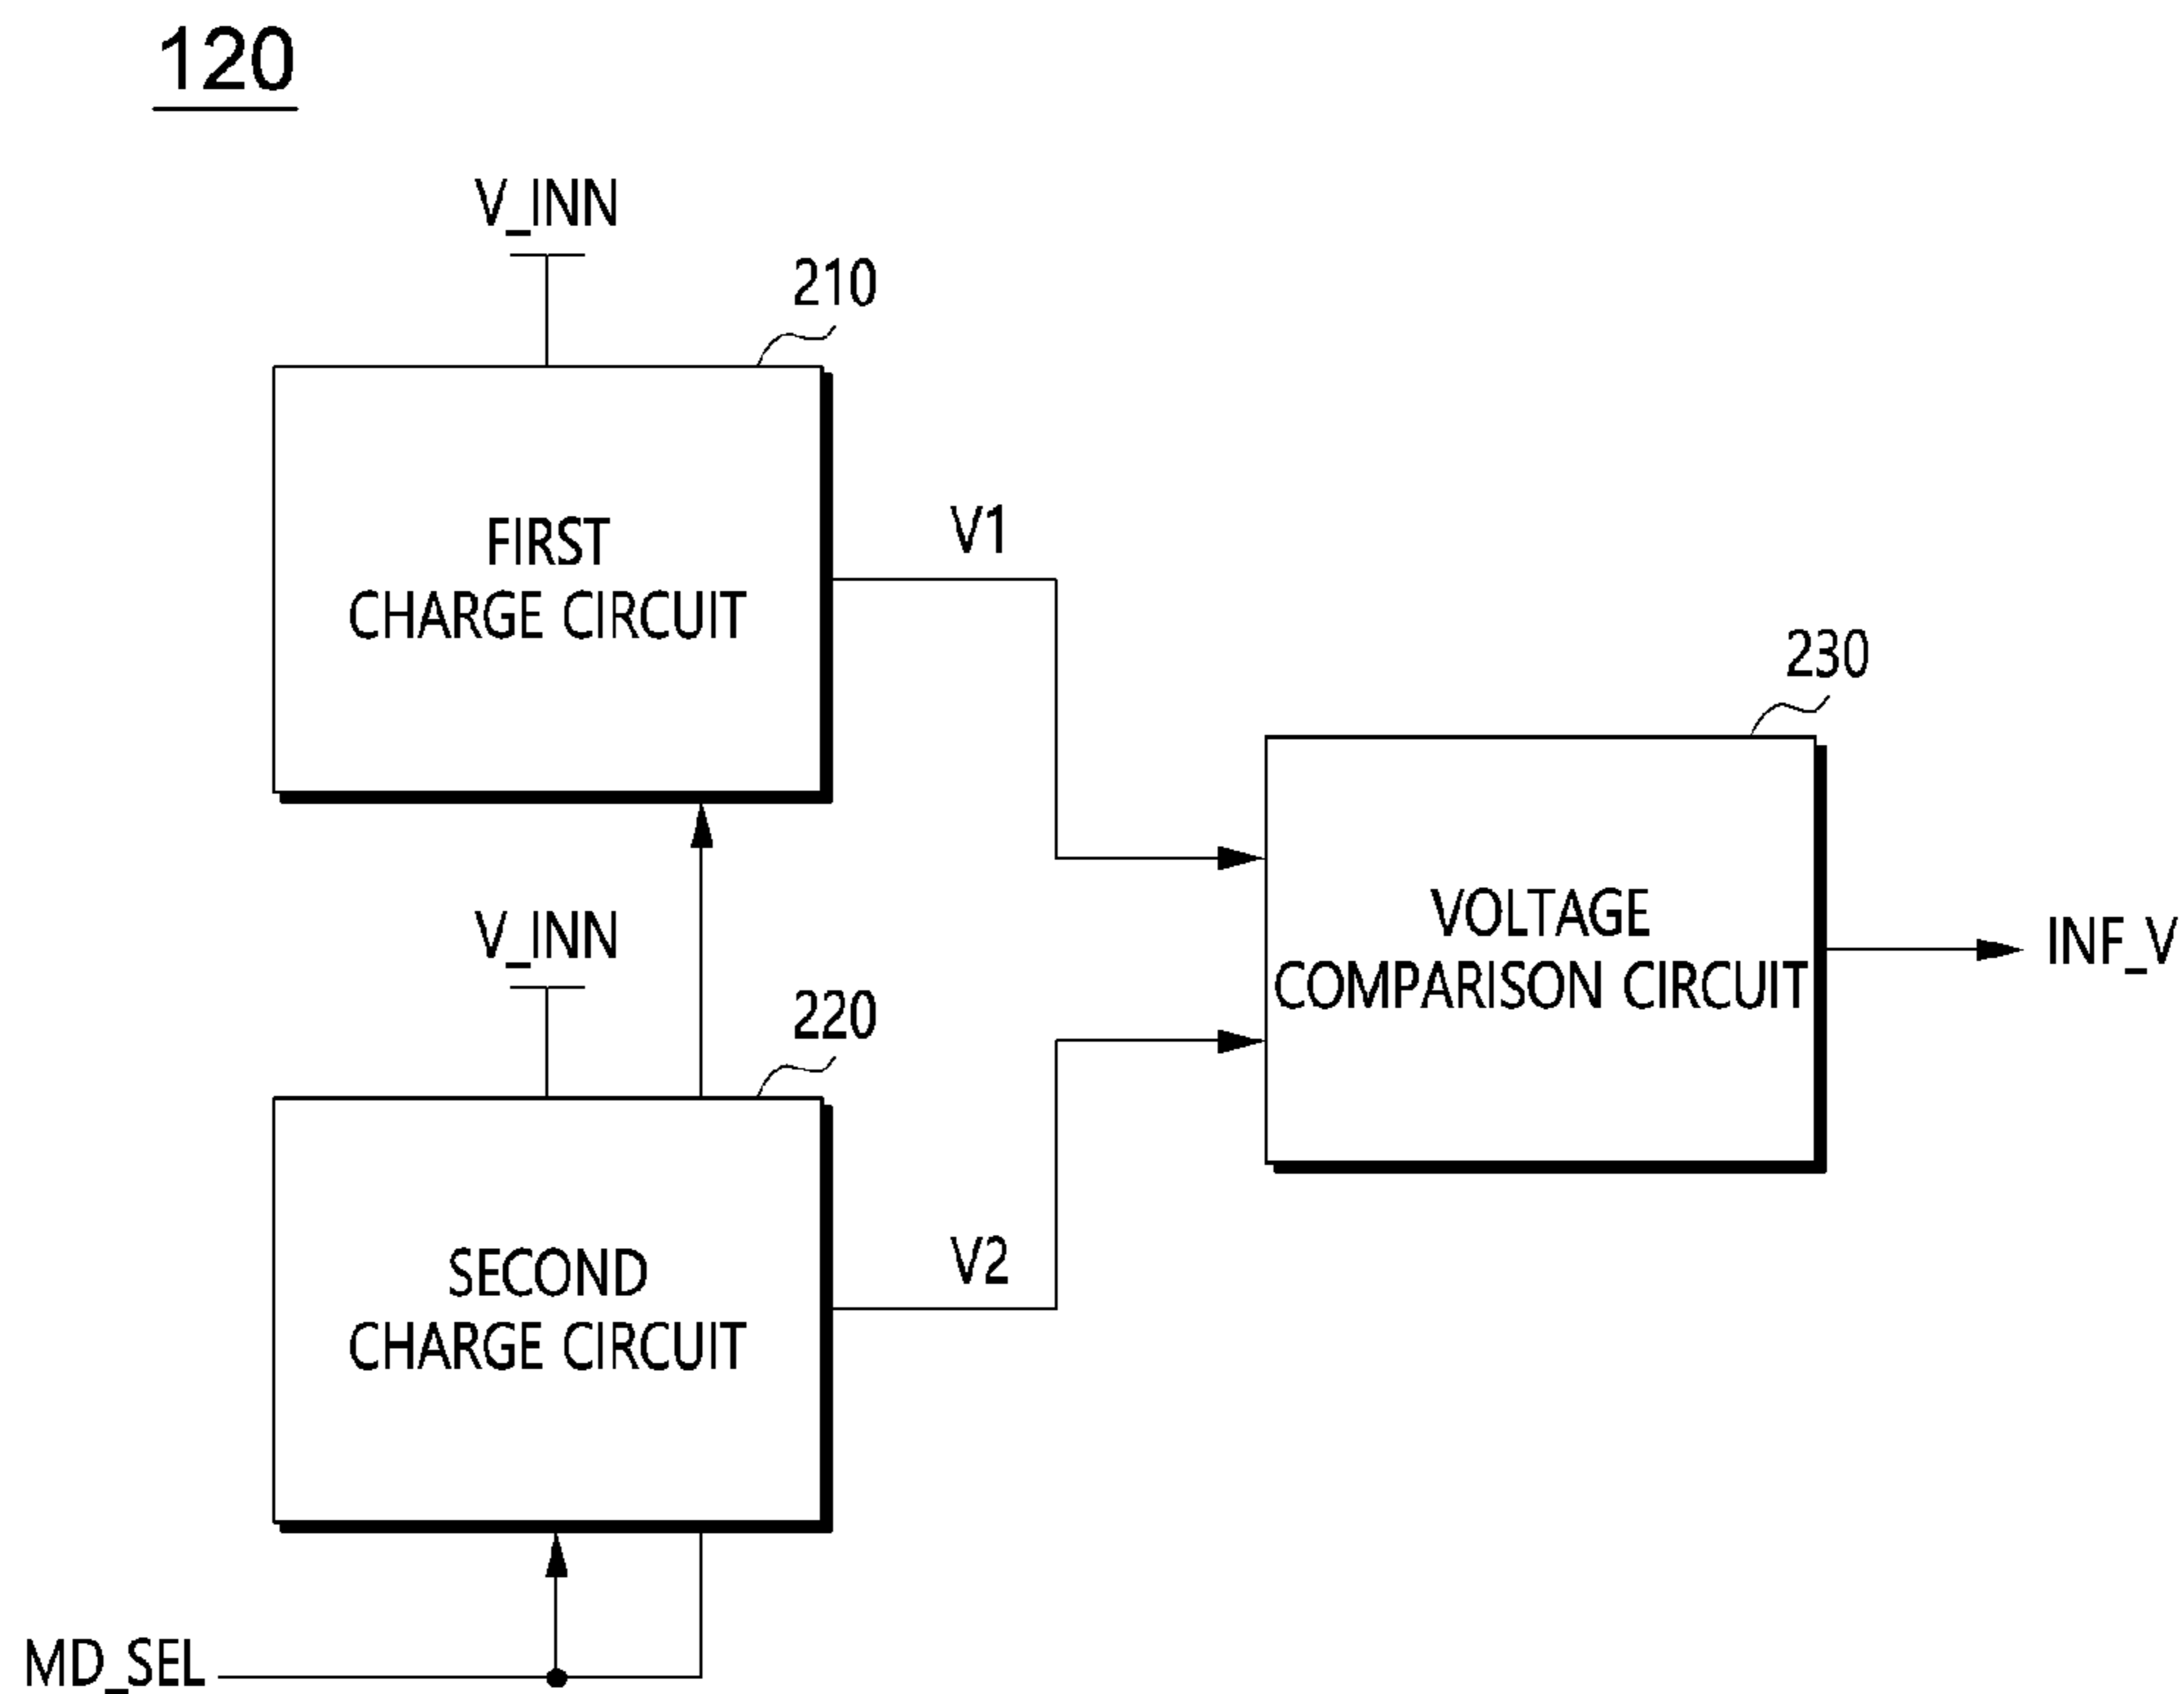 120
V_INN
210
FIRST
CHARGE CIRCUIT
V1
230
VOLTAGE
COMPARISON CIRCUIT
INF_V
V_INN
220
SECOND
CHARGE CIRCUIT
V2
MD_SEL